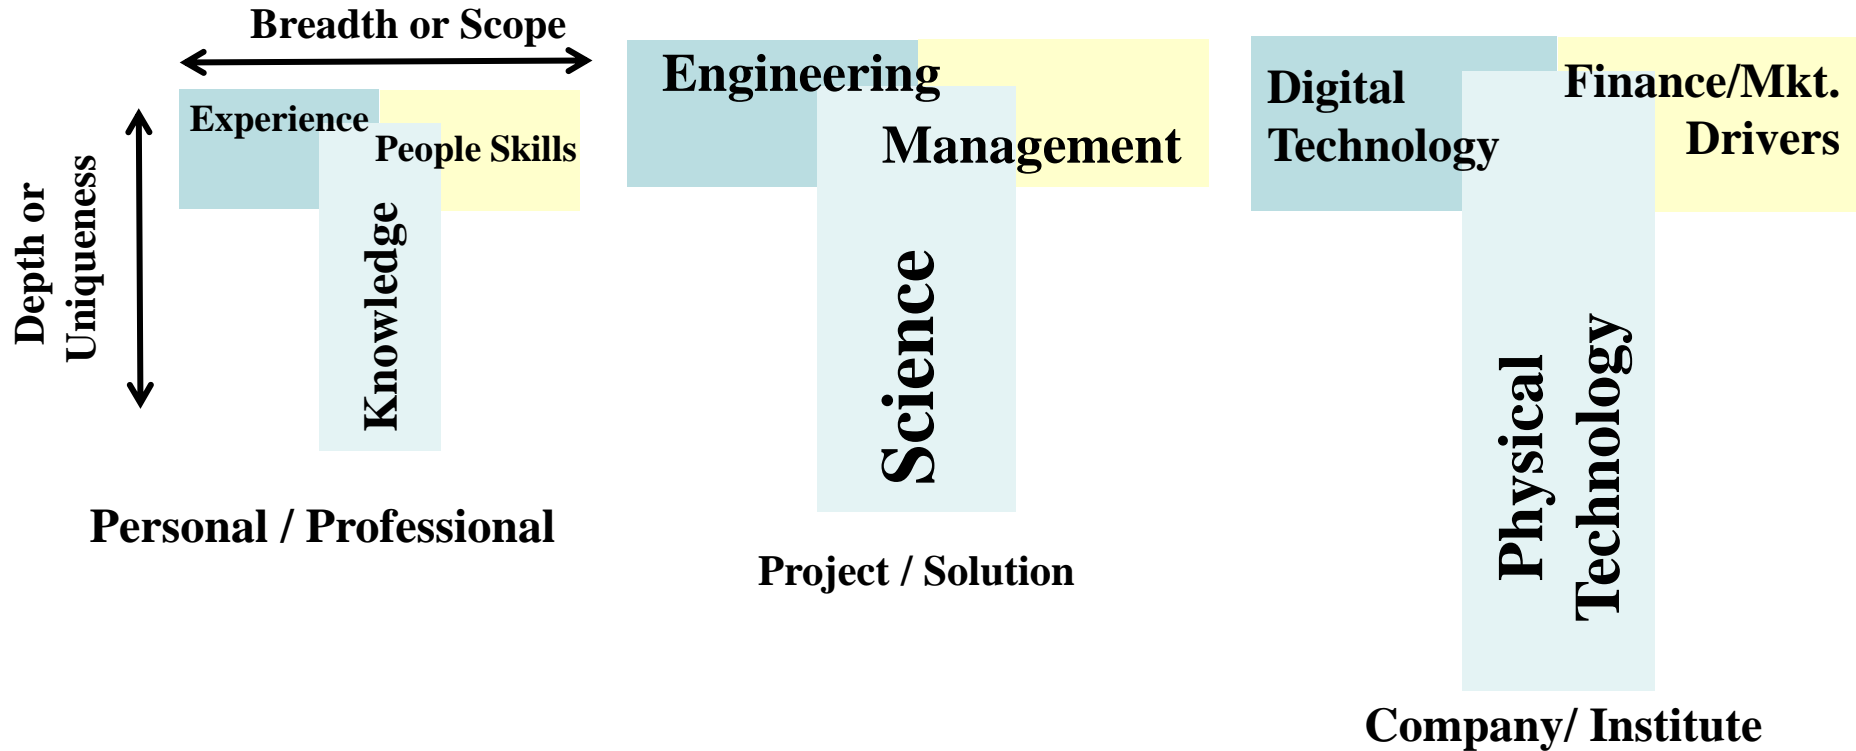 Breadth or Scope
Depth or
Uniqueness
Experience
People Skills
Knowledge
Personal / Professional
Engineering
Management
Science
Project / Solution
Digital
Technology
Finance/Mkt.
Drivers
Physical
Technology
Company/ Institute